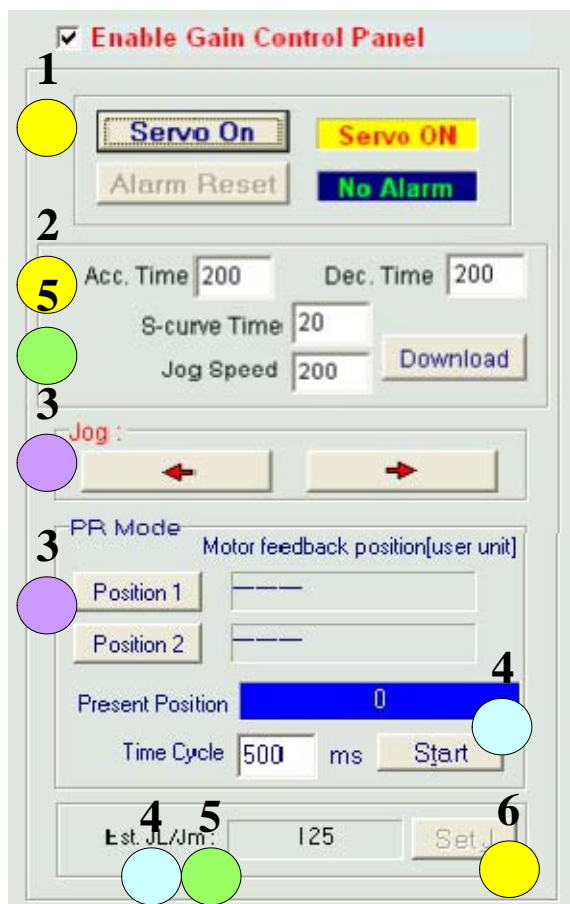 Enable Gain Control Panel
1
Servo On Servo ON
Alarm Reset No Alarm
2
Acc. Time 200 Dec. Time 200
5
S-curve Time 20
Jog Speed 200 Download
3
Jog :
PR Mode
3
Motor feedback position[user unit]
Position 1 ----
Position 2 ----
4
Present Position 0
Time Cycle 500 ms Start
4 5 6
Est. JL/Jm : 125 Set J